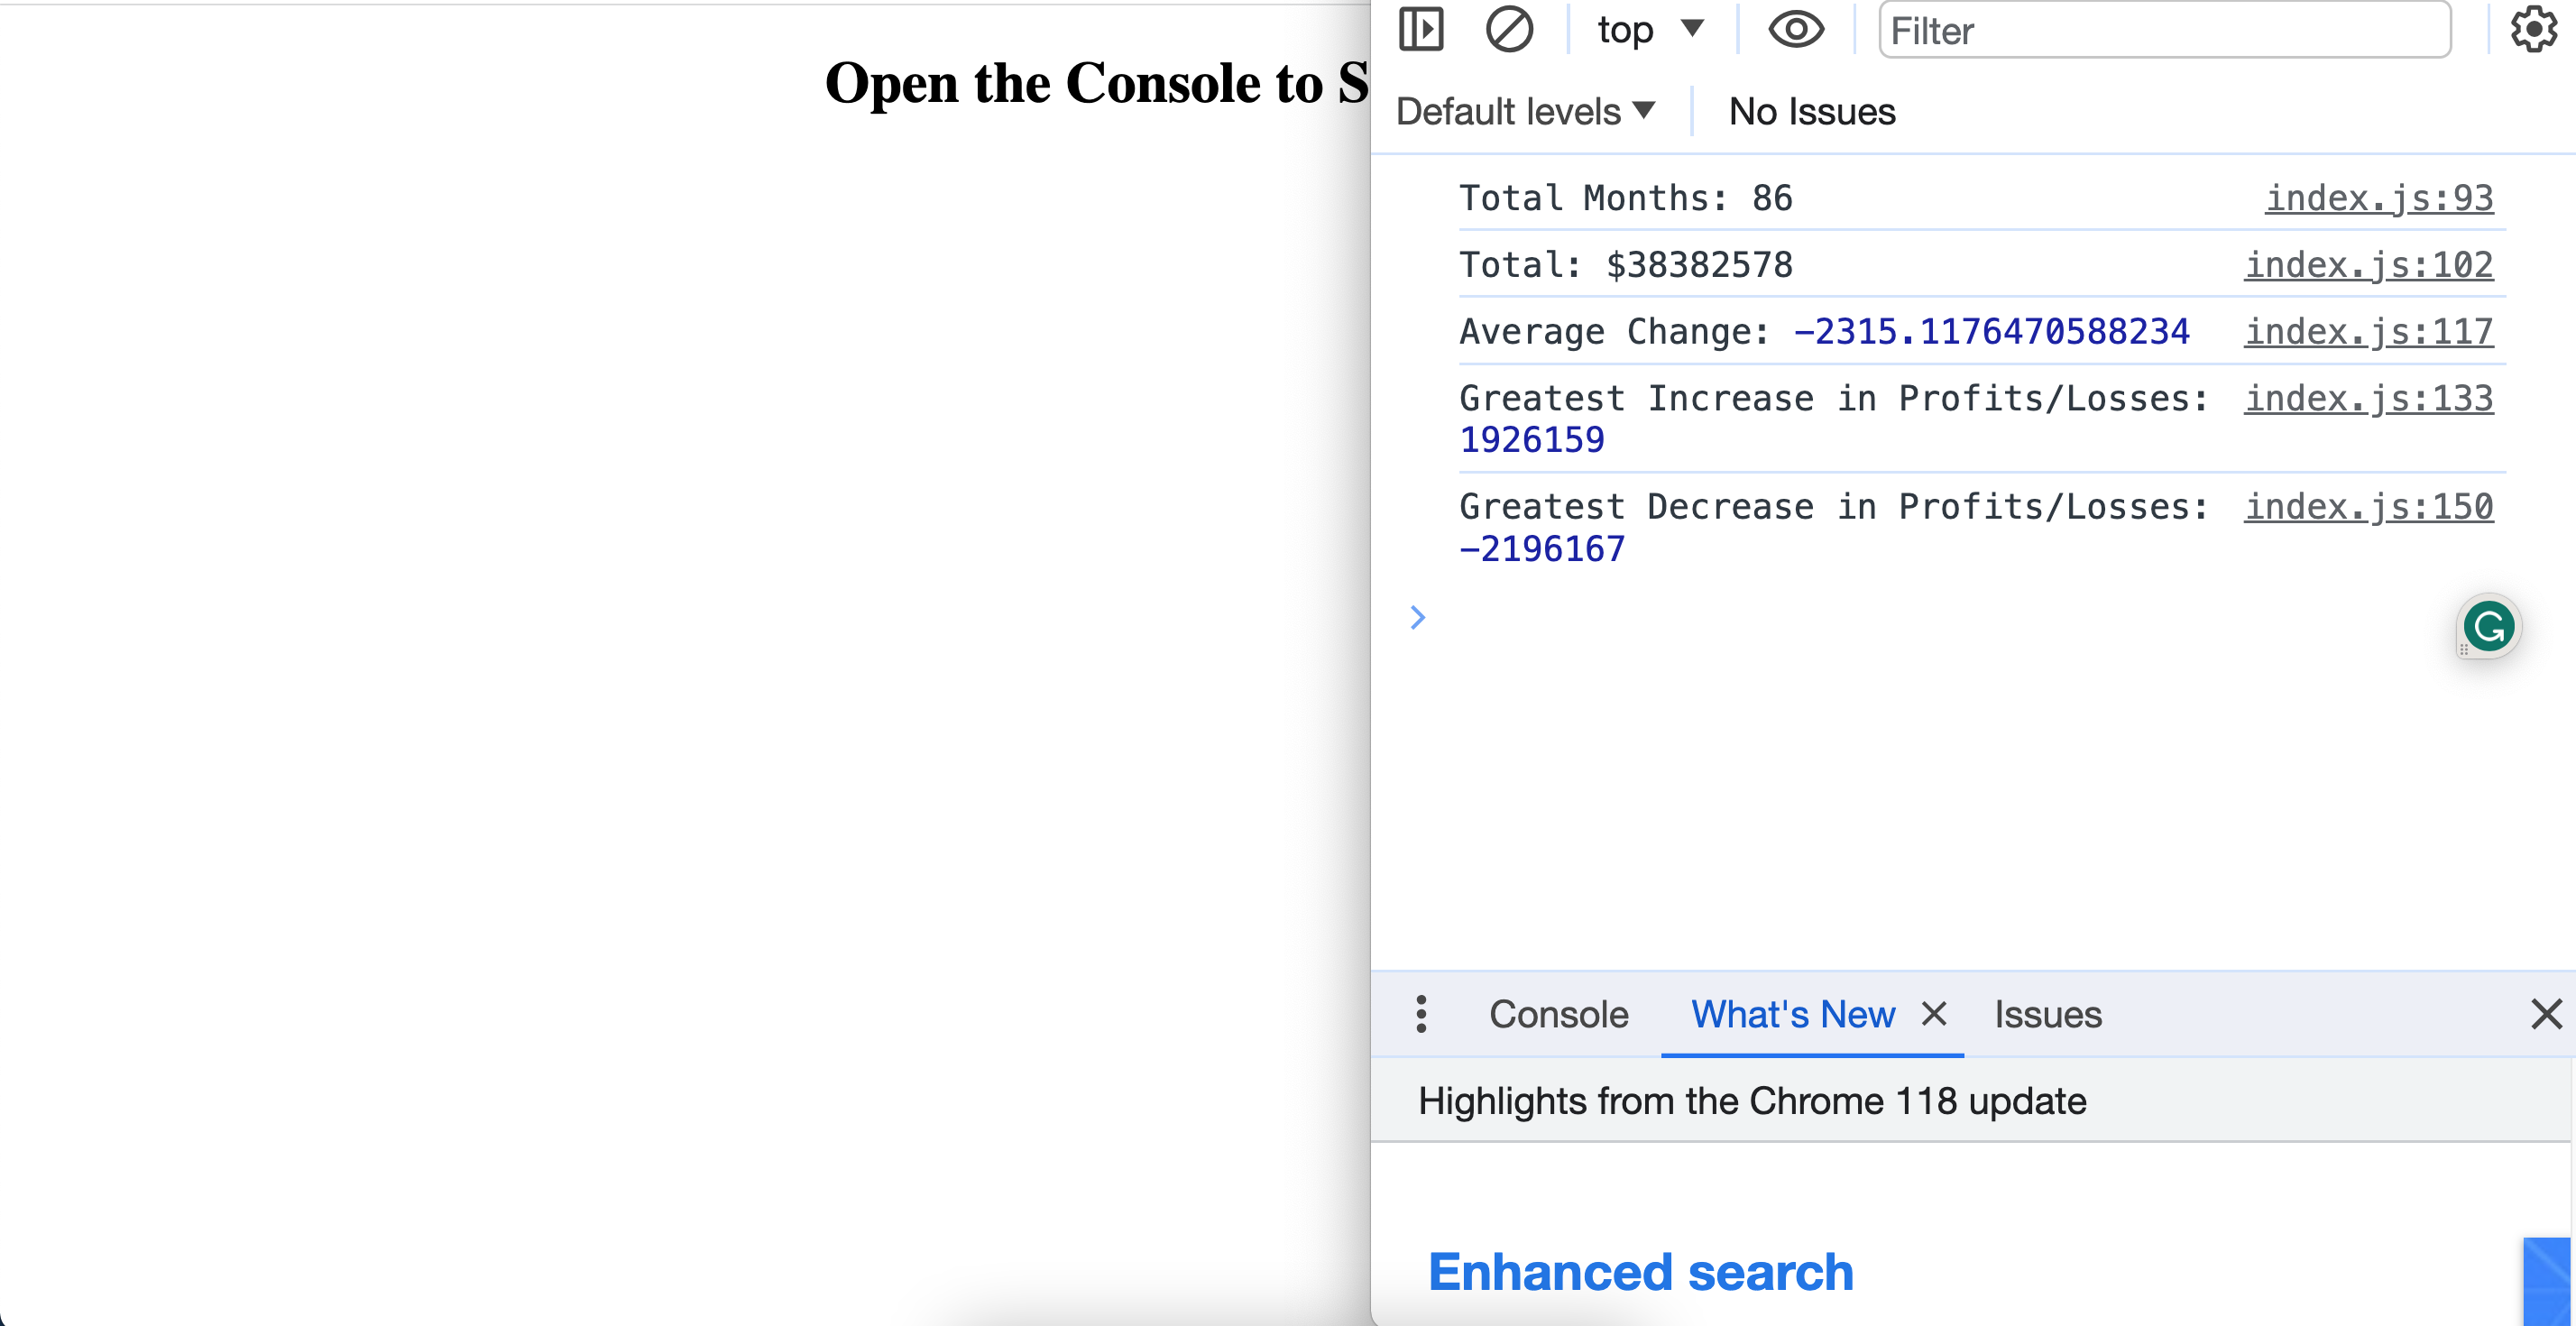 Open the Console to S
top
Filter
Default levels
No Issues
Total Months: 86 index.js:93
Total: $38382578 index.js:102
Average Change: -2315.1176470588234 index.js:117
Greatest Increase in Profits/Losses: index.js:133
1926159
Greatest Decrease in Profits/Losses: index.js:150
-2196167
Console
What's New
Issues
Highlights from the Chrome 118 update
Enhanced search